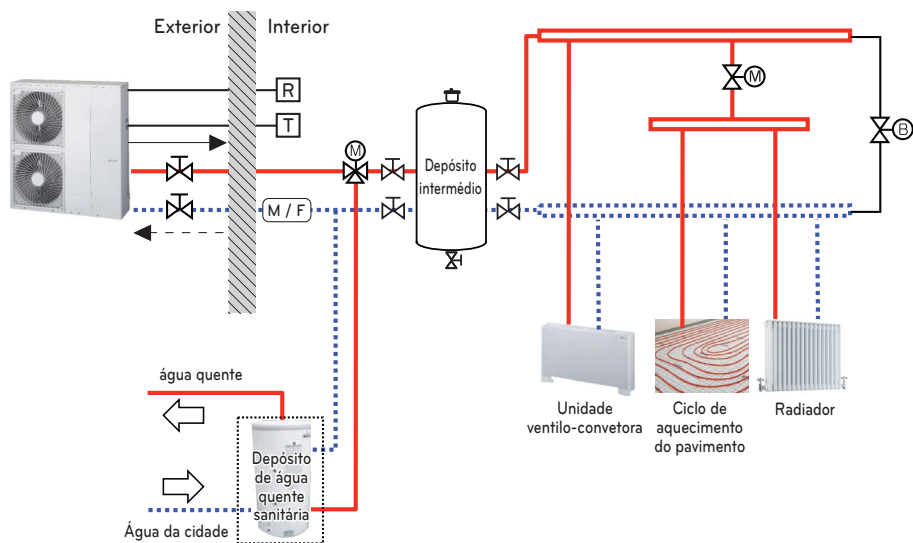 Exterior
Interior
R
T
M
M / F
Depósito
intermédio
M
B
Unidade
ventilo-convetora
Ciclo de
aquecimento
do pavimento
Radiador
água quente
Depósito
de água
quente
sanitária
Água da cidade